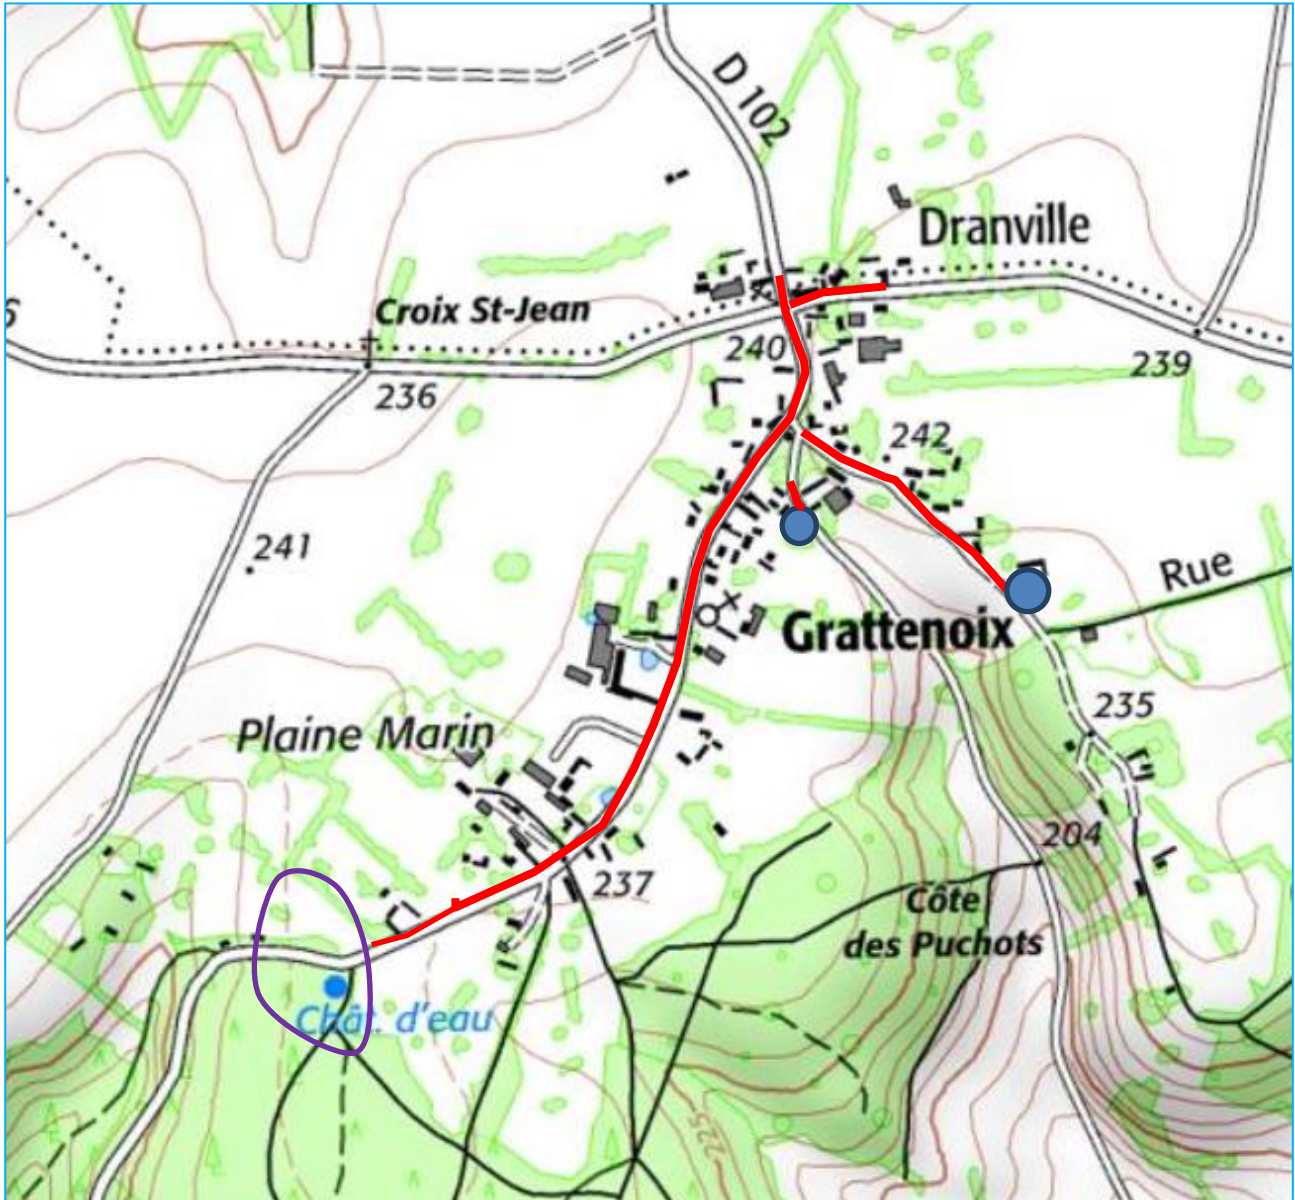 D 102
Dranville
6
Croix St-Jean
240
239
236
242
241
Rue
Grattenoix
235
Plaine Marin
204
237
Côte
des Puchots
Chât. d'eau
225